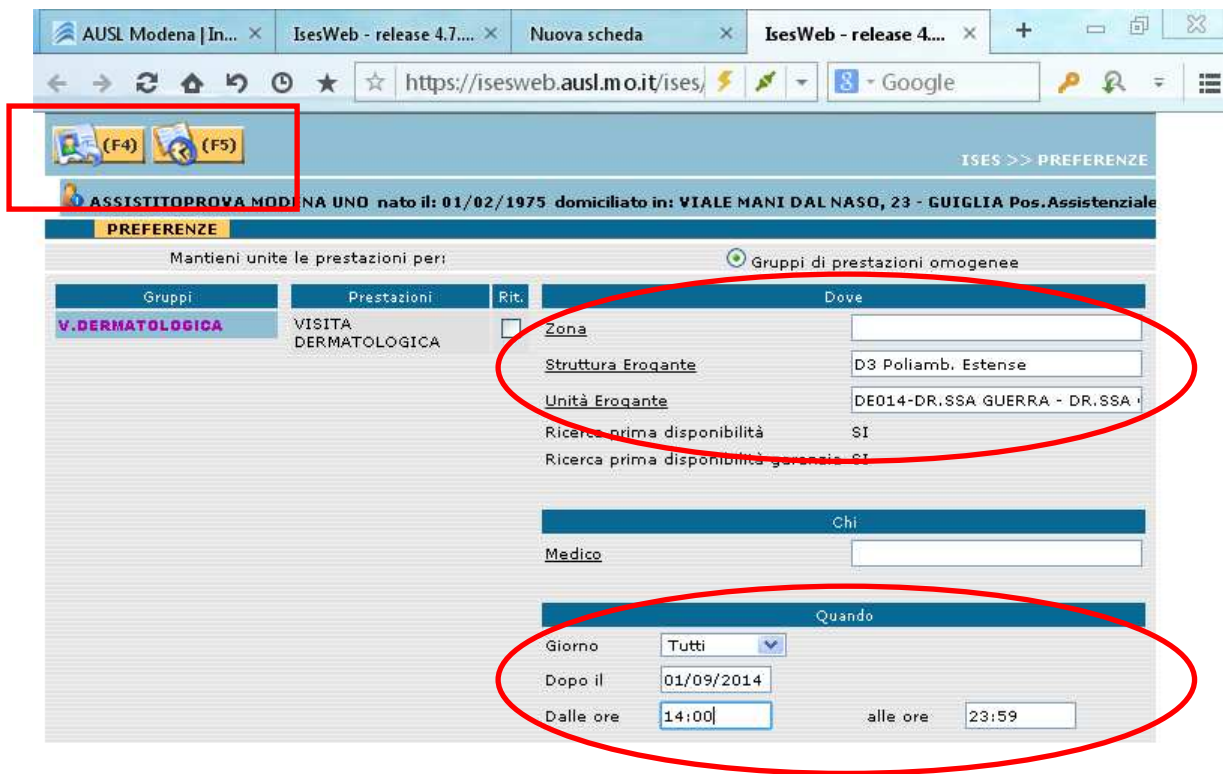 AUSL Modena | In... × IsesWeb - release 4.7.... × Nuova scheda × IsesWeb - release 4.... × +
https://isesweb.ausl.mo.it/ises/ 8 - Google
(F4) (F5)
ISES >> PREFERENZE
ASSISTITOPROVA MODENA UNO nato il: 01/02/1975 domiciliato in: VIALE MANI DAL NASO, 23 - GUIGLIA Pos.Assistenziale
PREFERENZE
Mantieni unite le prestazioni per: Gruppi di prestazioni omogenee
Gruppi Prestazioni Rit. Dove
V.DERMATOLOGICA VISITA DERMATOLOGICA Zona
Struttura Erogante D3 Poliamb. Estense
Unità Erogante DE014-DR.SSA GUERRA - DR.SSA
Ricerca prima disponibilità SI
Ricerca prima disponibilità garanzia SI
Chi
Medico
Quando
Giorno Tutti
Dopo il 01/09/2014
Dalle ore 14:00 alle ore 23:59